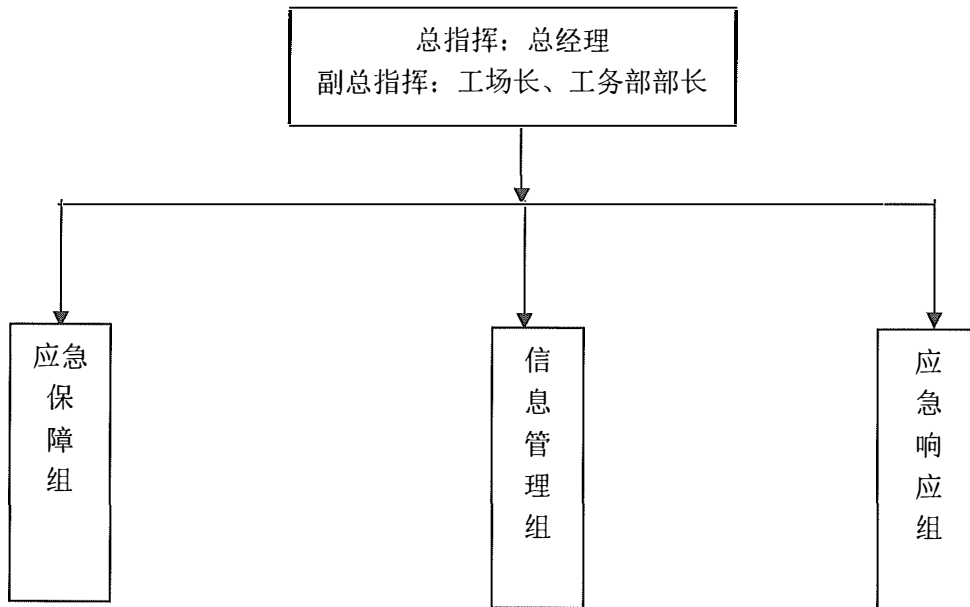 总指挥：总经理
副总指挥：工场长、工务部部长
应急
保
障
组
信
息
管
理
组
应
急
响
应
组